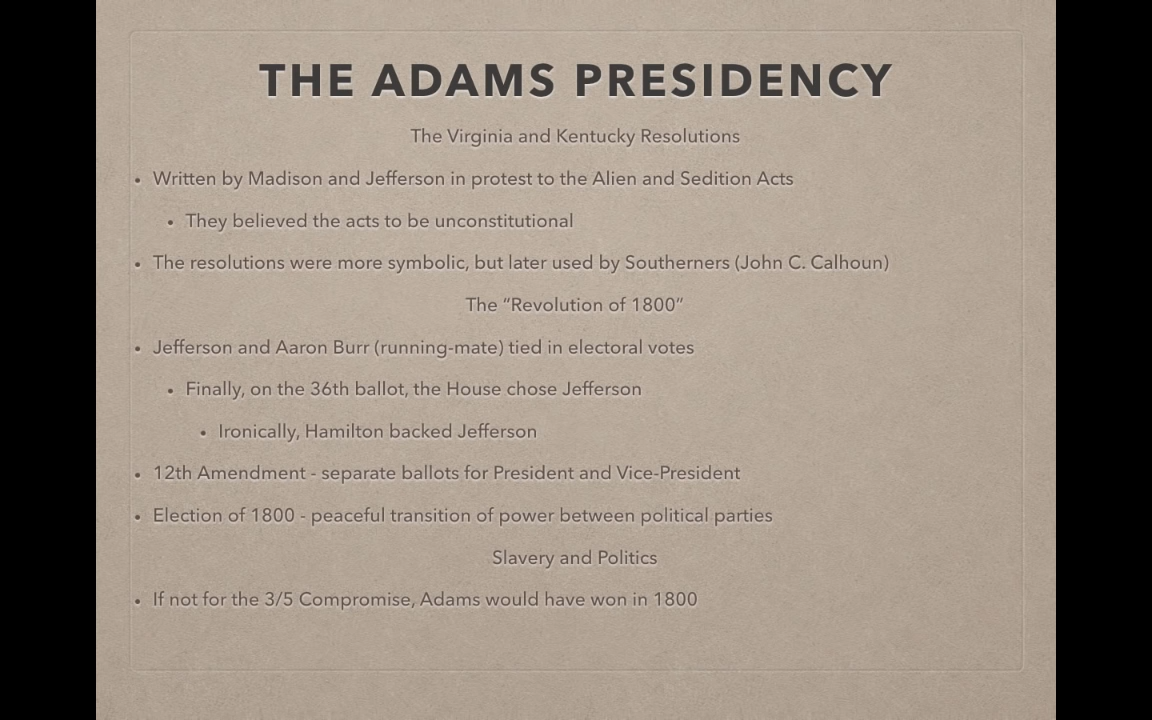 THE ADAMS PRESIDENCY
The Virginia and Kentucky Resolutions
• Written by Madison and Jefferson in protest to the Alien and Sedition Acts
• They believed the acts to be unconstitutional
• The resolutions were more symbolic, but later used by Southerners (John C. Calhoun)
The “Revolution of 1800”
• Jefferson and Aaron Burr (running-mate) tied in electoral votes
• Finally, on the 36th ballot, the House chose Jefferson
• Ironically, Hamilton backed Jefferson
• 12th Amendment - separate ballots for President and Vice-President
• Election of 1800 - peaceful transition of power between political parties
Slavery and Politics
• If not for the 3/5 Compromise, Adams would have won in 1800